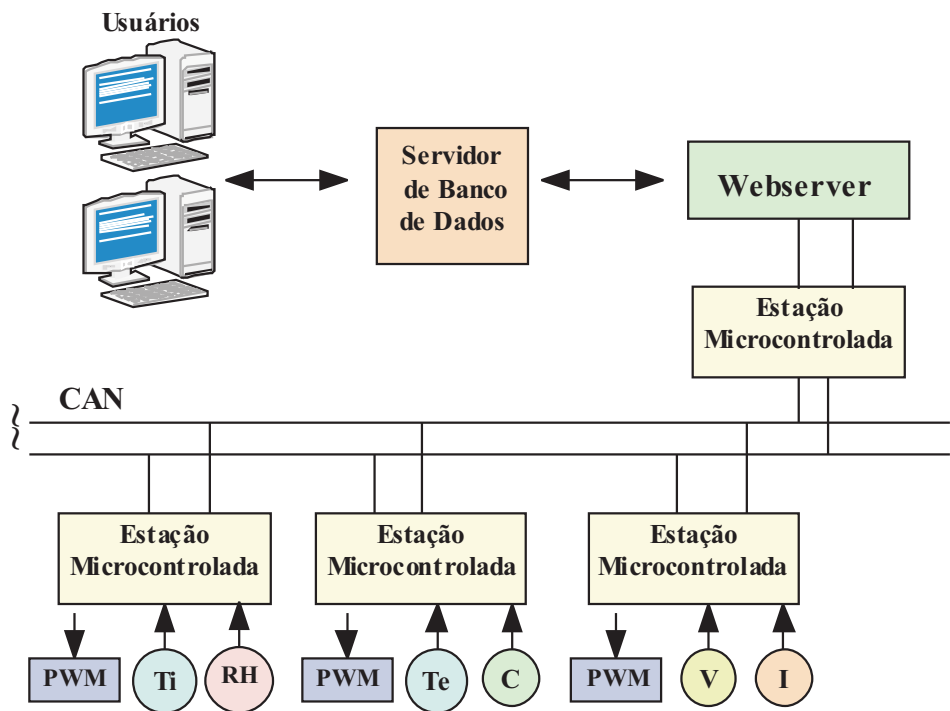 Usuários
Servidor
de Banco
de Dados
Webserver
Estação
Microcontrolada
CAN
Estação
Microcontrolada
Estação
Microcontrolada
Estação
Microcontrolada
PWM
Ti
RH
PWM
Te
C
PWM
V
I